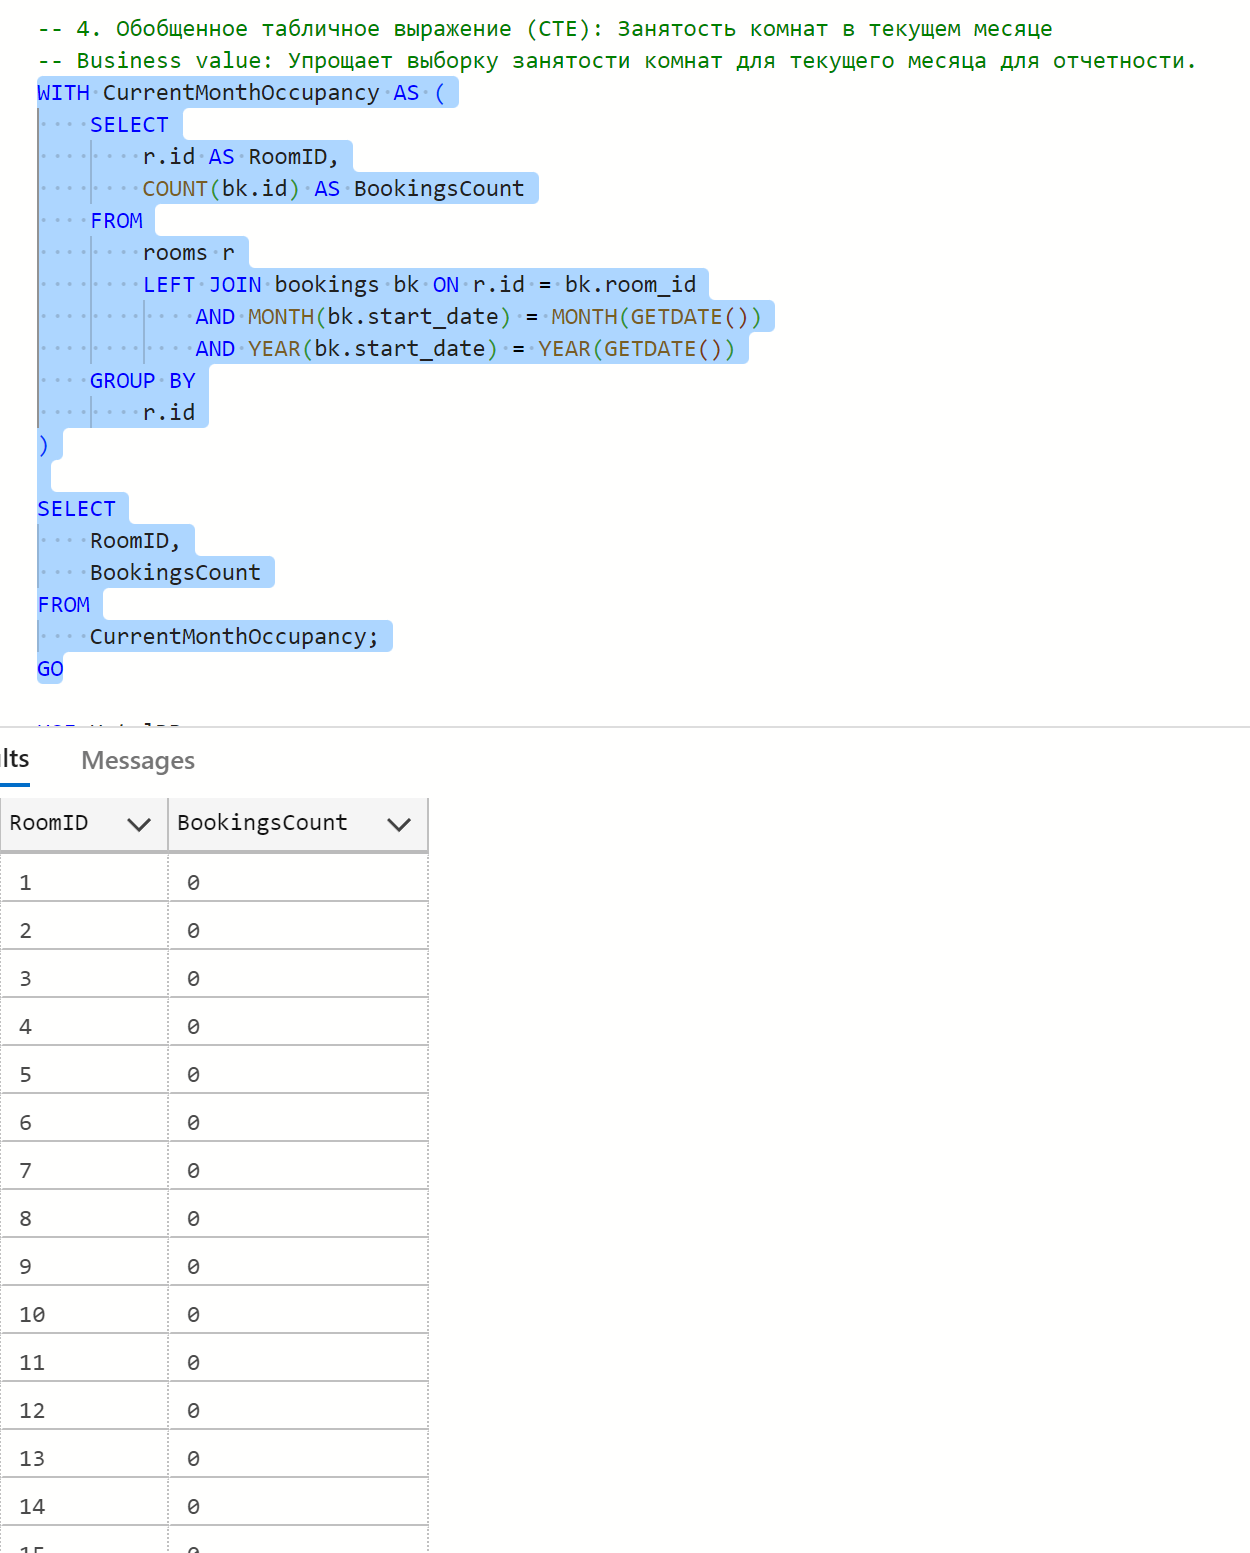 -- 4. Обобщенное табличное выражение (CTE): Занятость комнат в текущем месяце
-- Business value: Упрощает выборку занятости комнат для текущего месяца для отчетности.
WITH CurrentMonthOccupancy AS (
    SELECT
        r.id AS RoomID,
        COUNT(bk.id) AS BookingsCount
    FROM
        rooms r
        LEFT JOIN bookings bk ON r.id = bk.room_id
            AND MONTH(bk.start_date) = MONTH(GETDATE())
            AND YEAR(bk.start_date) = YEAR(GETDATE())
    GROUP BY
        r.id
)
SELECT
    RoomID,
    BookingsCount
FROM
    CurrentMonthOccupancy;
GO
lts Messages
RoomID BookingsCount
1 0
2 0
3 0
4 0
5 0
6 0
7 0
8 0
9 0
10 0
11 0
12 0
13 0
14 0
15 0